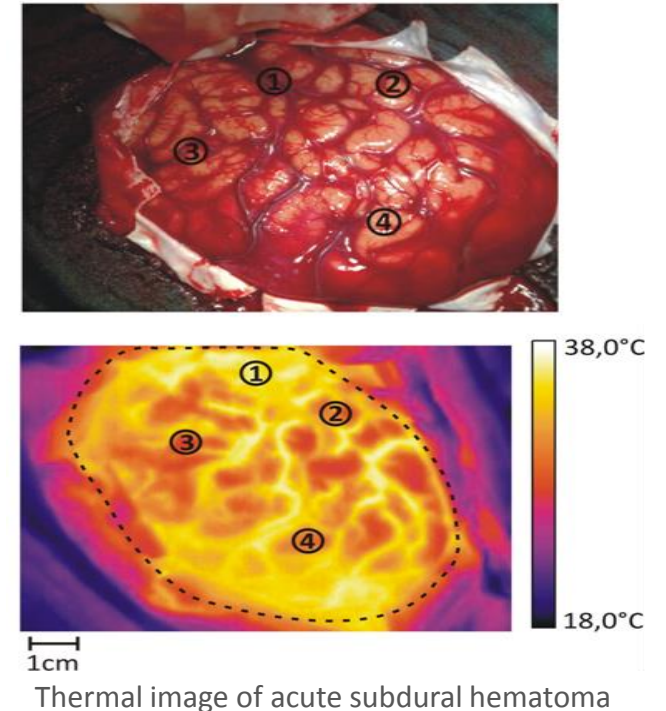 ①
②
③
④
38,0°C
①
②
③
④
18,0°C
1cm
Thermal image of acute subdural hematoma